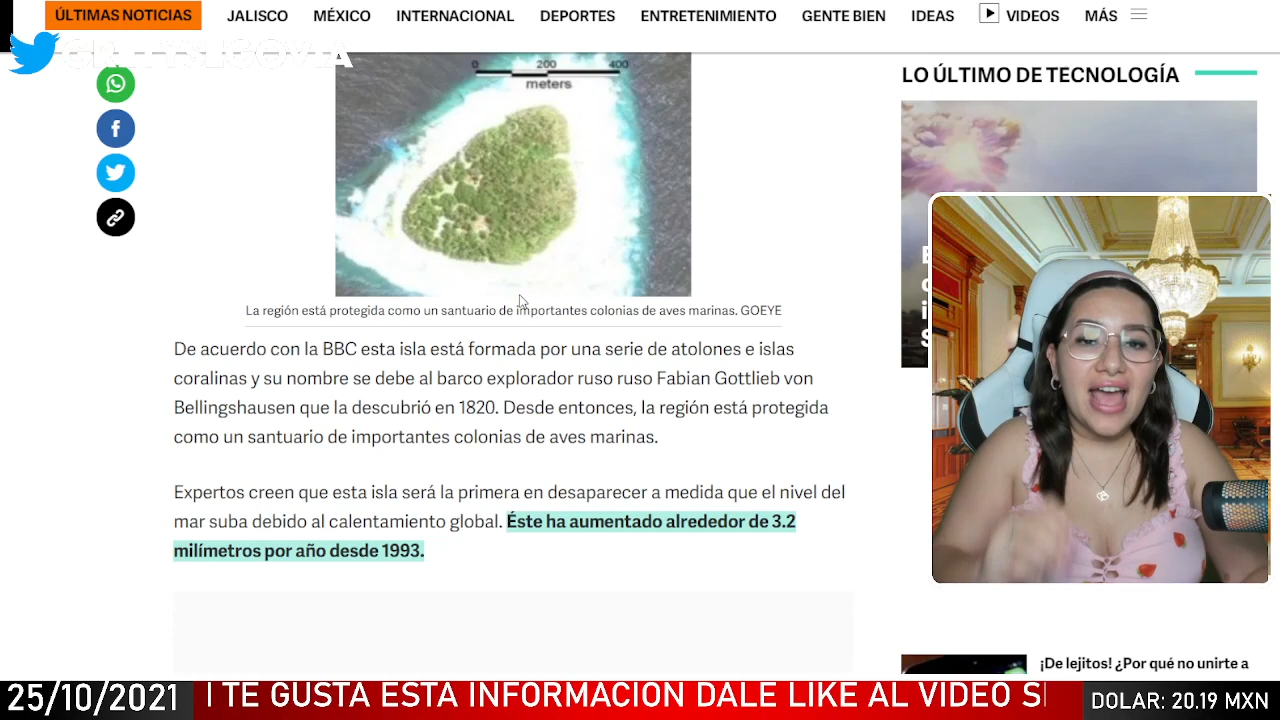 ÚLTIMAS NOTICIAS JALISCO MÉXICO INTERNACIONAL DEPORTES ENTRETENIMIENTO GENTE BIEN IDEAS VIDEOS MÁS
LO ÚLTIMO DE TECNOLOGÍA
0 200 400
meters
La región está protegida como un santuario de importantes colonias de aves marinas. GOEYE
De acuerdo con la BBC esta isla está formada por una serie de atolones e islas
coralinas y su nombre se debe al barco explorador ruso ruso Fabian Gottlieb von
Bellingshausen que la descubrió en 1820. Desde entonces, la región está protegida
como un santuario de importantes colonias de aves marinas.
Expertos creen que esta isla será la primera en desaparecer a medida que el nivel del
mar suba debido al calentamiento global. Éste ha aumentado alrededor de 3.2
milímetros por año desde 1993.
¡De lejitos! ¿Por qué no unirte a
25/10/2021 I TE GUSTA ESTA INFORMACION DALE LIKE AL VIDEO S DOLAR: 20.19 MXN